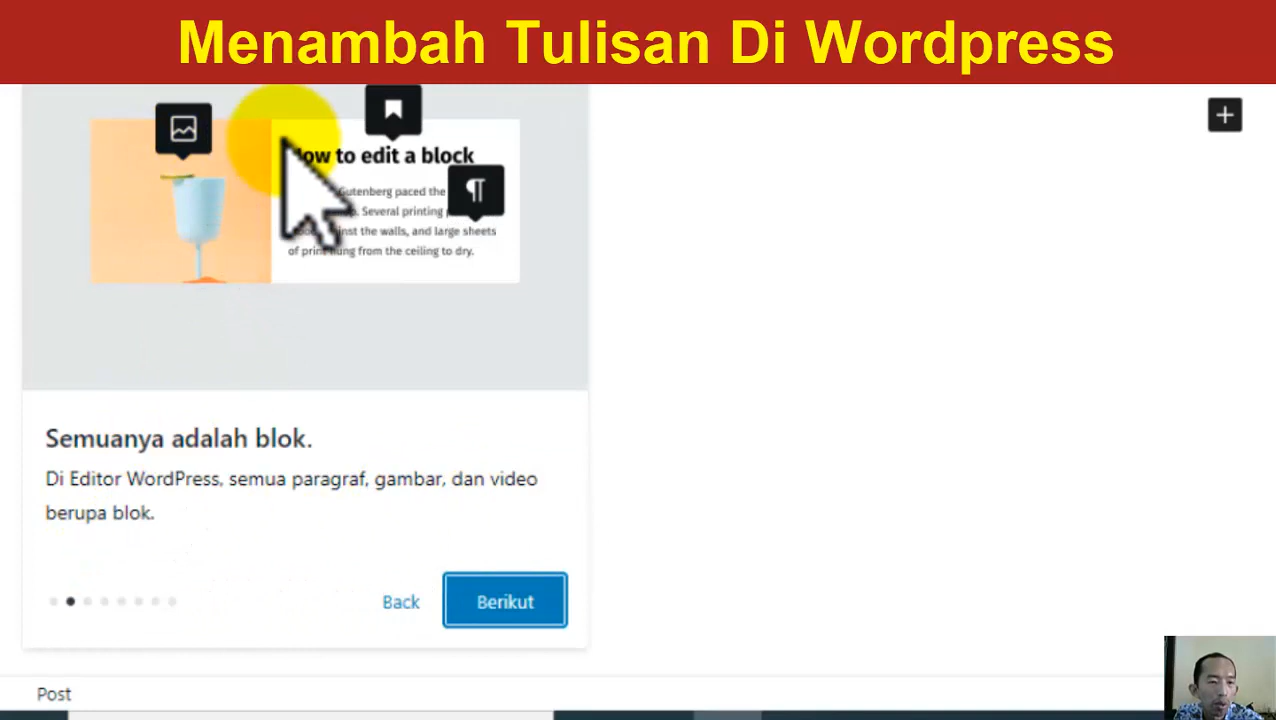 Menambah Tulisan Di Wordpress
How to edit a block
Gutenberg paced the
Several printing
the walls, and large sheets
of print hung from the ceiling to dry.
Semuanya adalah blok.
Di Editor WordPress, semua paragraf, gambar, dan video
berupa blok.
Back
Berikut
Post